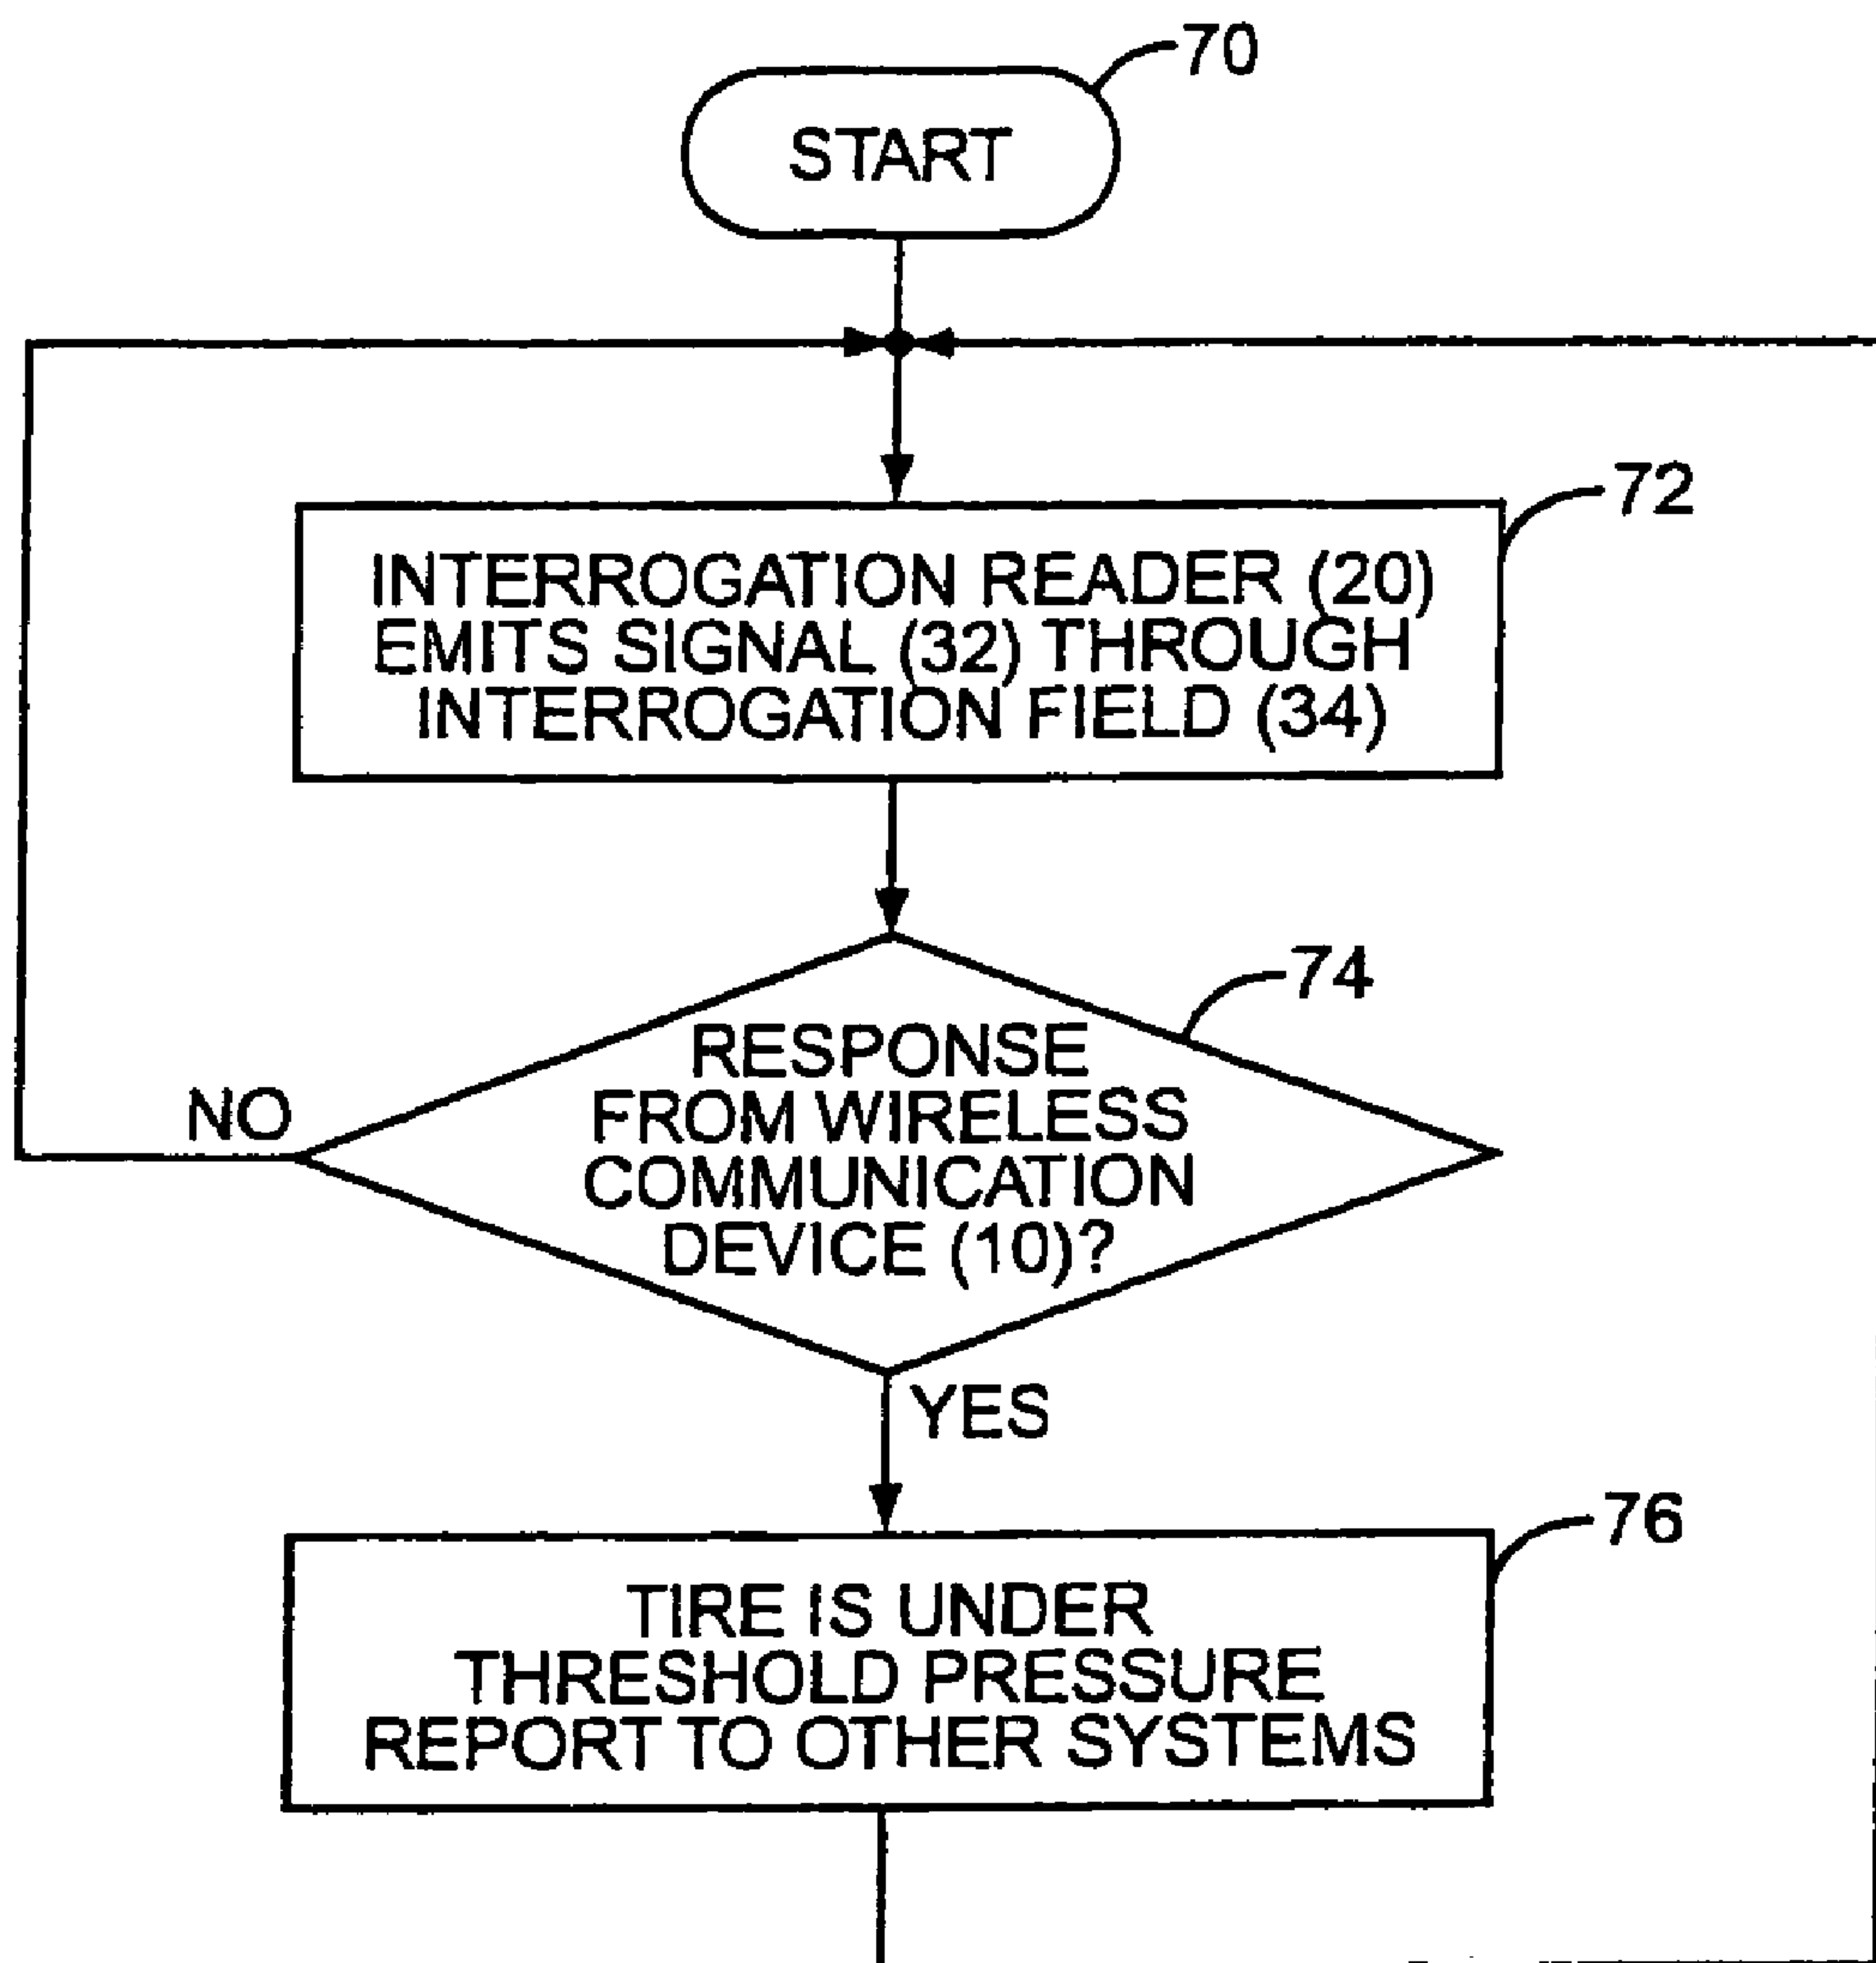 70
START
72
INTERROGATION READER (20)
EMITS SIGNAL (32) THROUGH
INTERROGATION FIELD (34)
74
RESPONSE
FROM WIRELESS
COMMUNICATION
DEVICE (10)?
NO
YES
76
TIRE IS UNDER
THRESHOLD PRESSURE
REPORT TO OTHER SYSTEMS